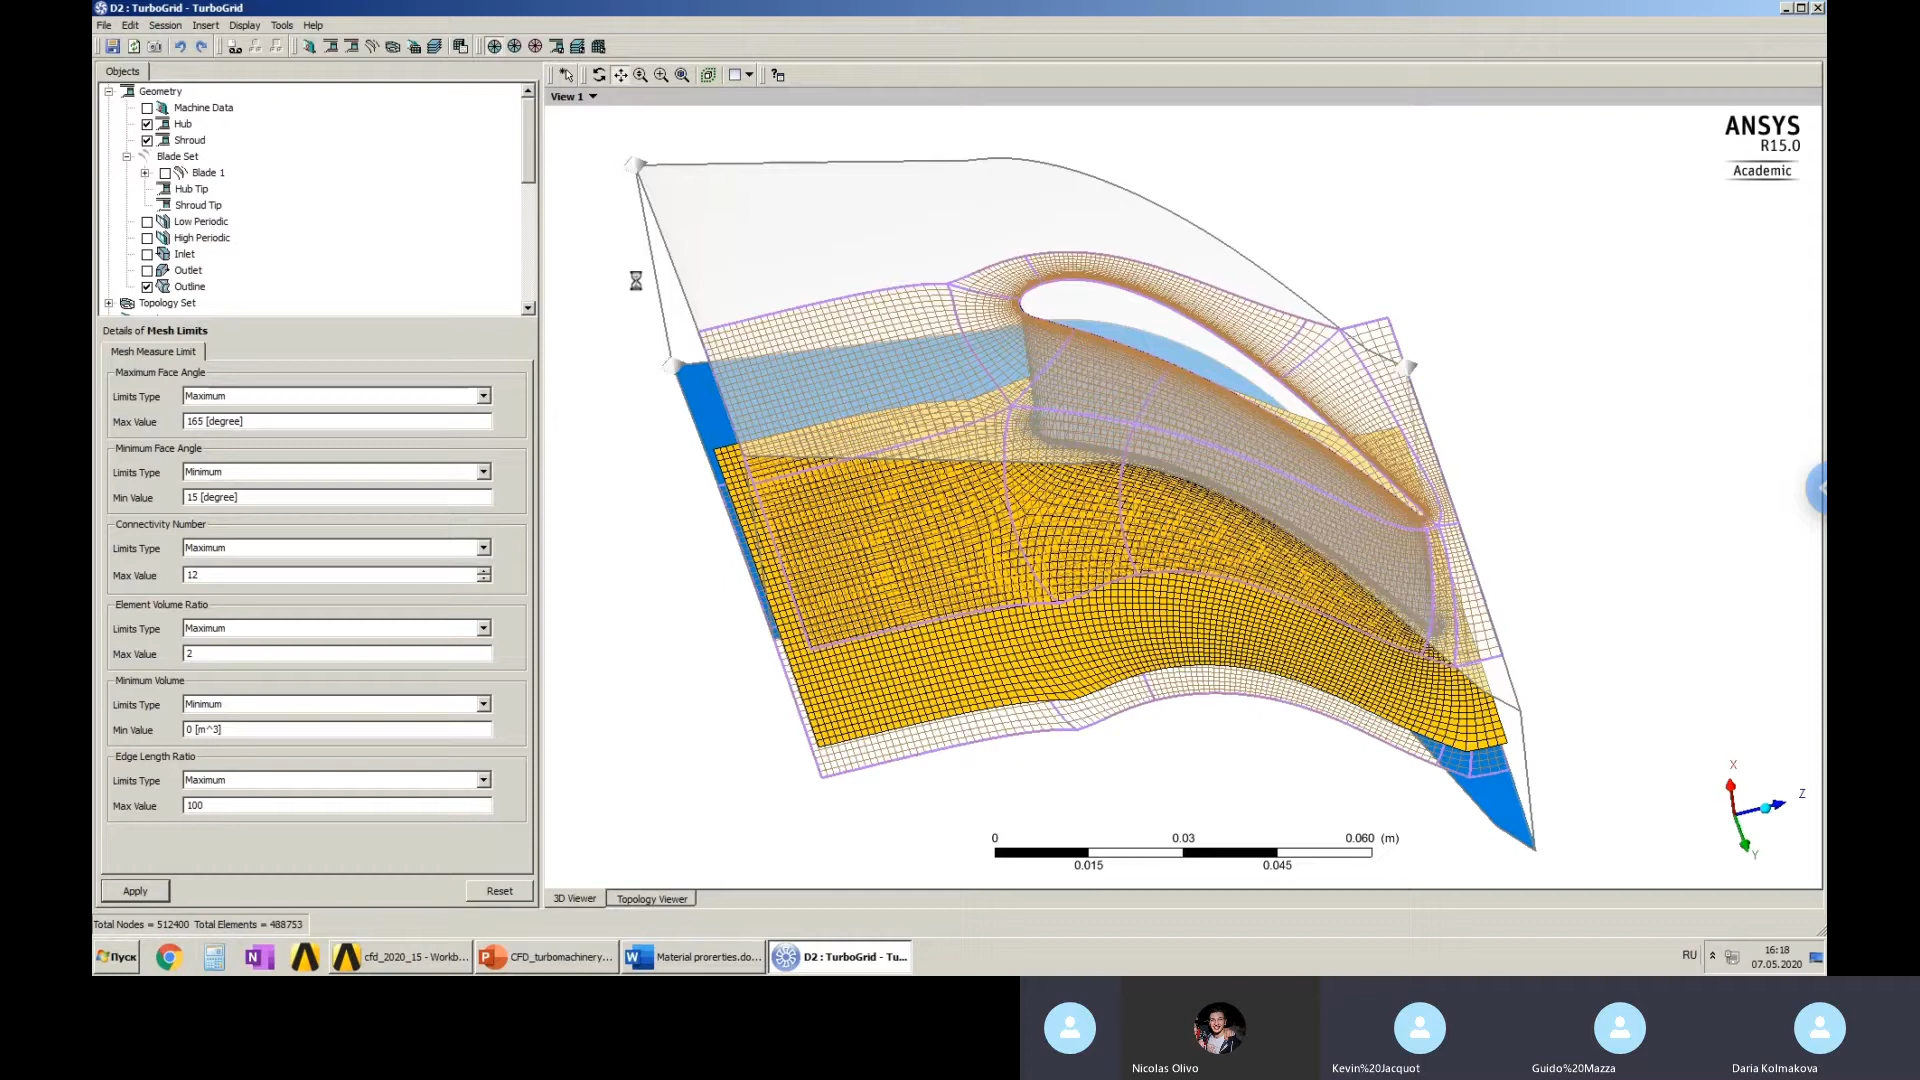 D2 : TurboGrid - TurboGrid
File Edit Session Insert Display Tools Help
Objects
Geometry
Machine Data
Hub
Shroud
Blade Set
Blade 1
Hub Tip
Shroud Tip
Low Periodic
High Periodic
Inlet
Outlet
Outline
Topology Set
Details of Mesh Limits
Mesh Measure Limit
Maximum Face Angle
Limits Type Maximum
Max Value 165 [degree]
Minimum Face Angle
Limits Type Minimum
Min Value 15 [degree]
Connectivity Number
Limits Type Maximum
Max Value 12
Element Volume Ratio
Limits Type Maximum
Max Value 2
Minimum Volume
Limits Type Minimum
Min Value 0 [m^3]
Edge Length Ratio
Limits Type Maximum
Max Value 100
Apply Reset
View 1
ANSYS
R15.0
Academic
X
Z
Y
0 0.03 0.060 (m)
0.015 0.045
3D Viewer Topology Viewer
Total Nodes = 512400 Total Elements = 488753
Пуск
cfd_2020_15 - Workb...
CFD_turbomachinery...
Material prorerties.do...
D2 : TurboGrid - Tu...
RU
16:18
07.05.2020
Nicolas Olivo
Kevin%20Jacquot
Guido%20Mazza
Daria Kolmakova